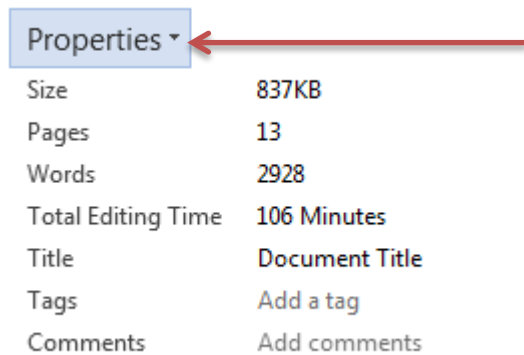 Properties
Size 837KB
Pages 13
Words 2928
Total Editing Time 106 Minutes
Title Document Title
Tags Add a tag
Comments Add comments